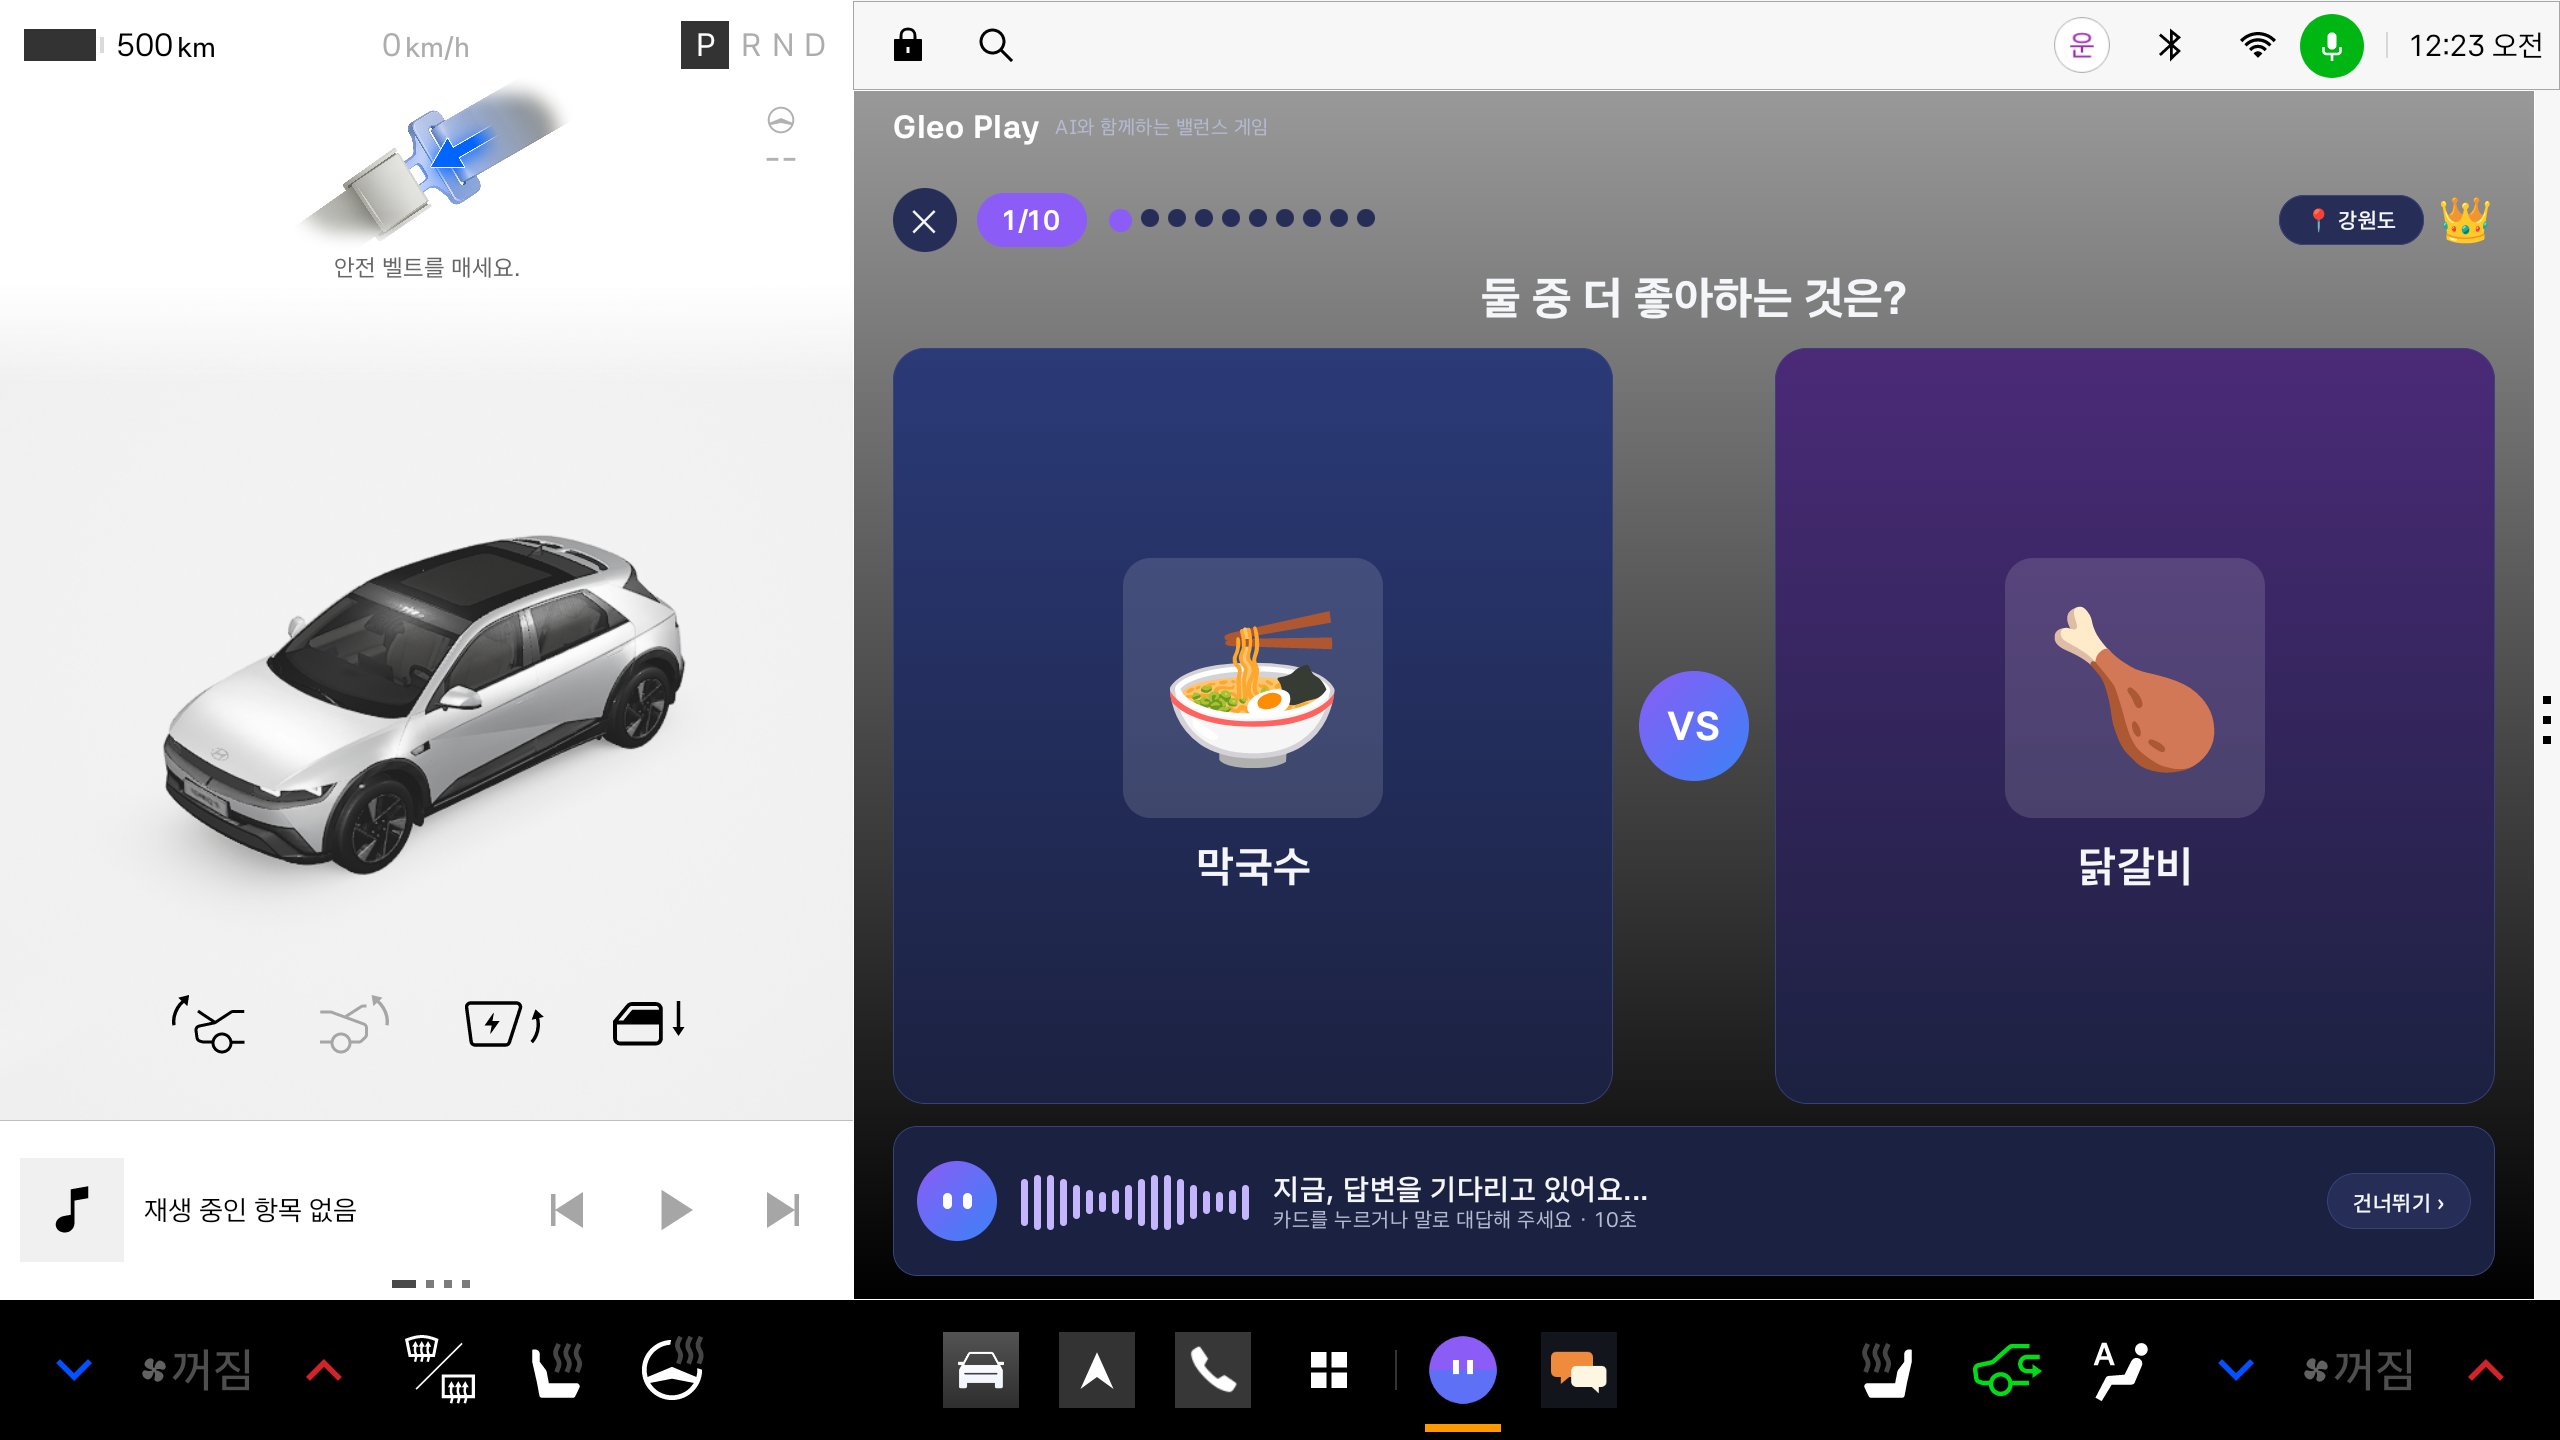 500 km
0 km/h
P R N D
안전 벨트를 매세요.
재생 중인 항목 없음
운
12:23 오전
Gleo Play AI와 함께하는 밸런스 게임
1/10
강원도
둘 중 더 좋아하는 것은?
막국수
VS
닭갈비
지금, 답변을 기다리고 있어요...
카드를 누르거나 말로 대답해 주세요 · 10초
건너뛰기 ›
꺼짐
A
꺼짐